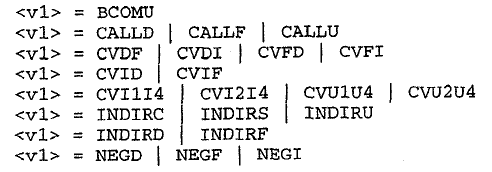 <v1> = BCOMU
<v1> = CALLD | CALLF | CALLU
<v1> = CVDF | CVDI | CVFD | CVFI
<v1> = CVID | CVIF
<v1> = CVI1I4 | CVI2I4 | CVU1U4 | CVU2U4
<v1> = INDIRC | INDIRS | INDIRU
<v1> = INDIRD | INDIRF
<v1> = NEGD | NEGF | NEGI